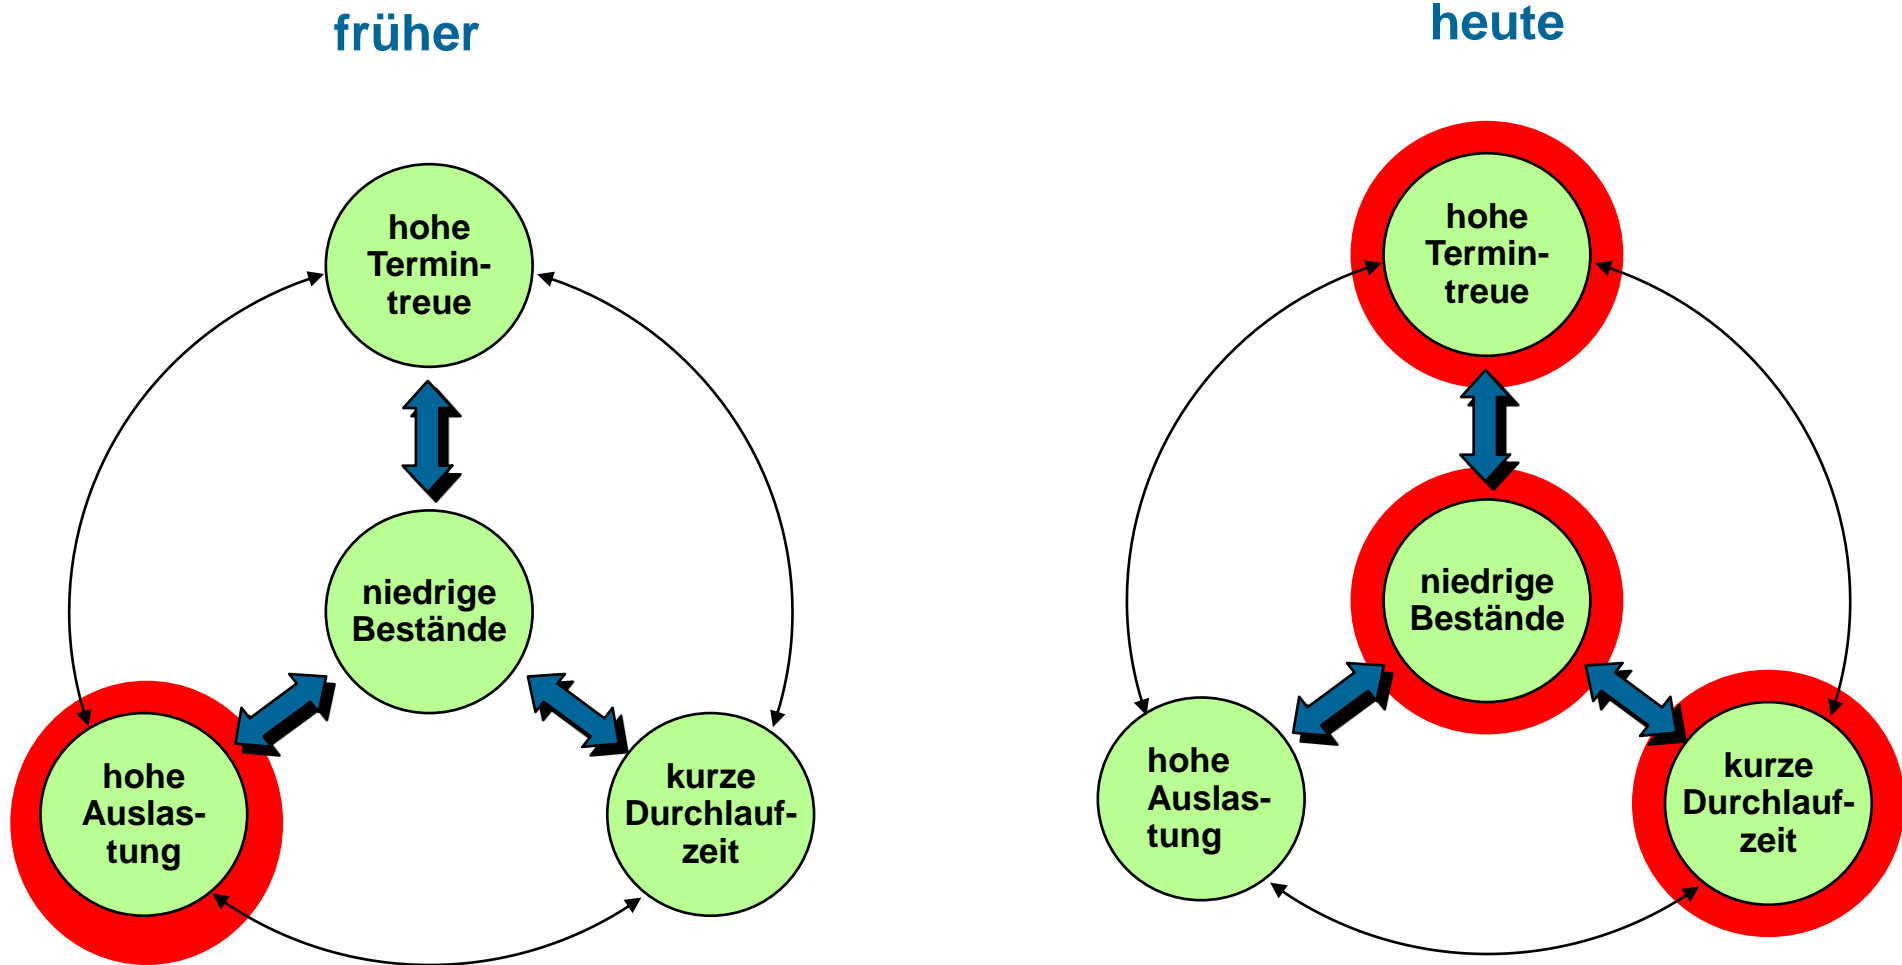 früher
hohe
Termin-
treue
niedrige
Bestände
hohe
Auslas-
tung
kurze
Durchlauf-
zeit
heute
hohe
Termin-
treue
niedrige
Bestände
hohe
Auslas-
tung
kurze
Durchlauf-
zeit